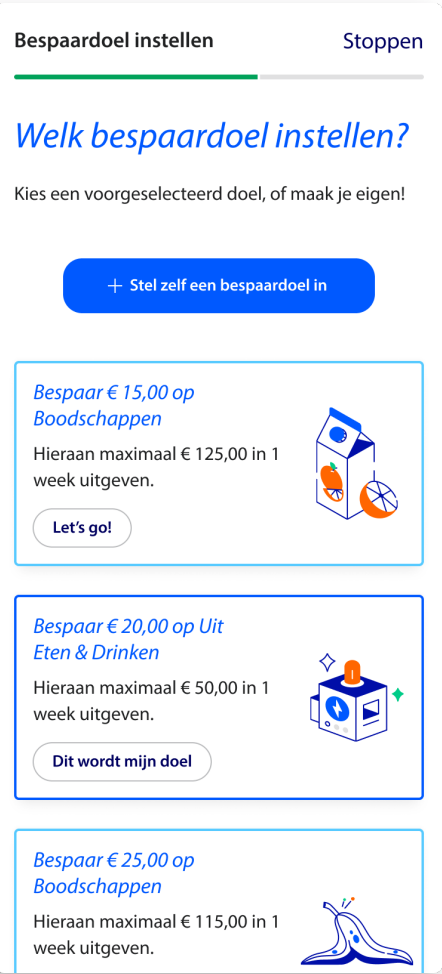 Bespaardoel instellen
Stoppen
Welk bespaardoel instellen?
Kies een voorgeselecteerd doel, of maak je eigen!
+ Stel zelf een bespaardoel in
Bespaar € 15,00 op
Boodschappen
Hieraan maximaal € 125,00 in 1
week uitgeven.
Let's go!
Bespaar € 20,00 op Uit
Eten & Drinken
Hieraan maximaal € 50,00 in 1
week uitgeven.
Dit wordt mijn doel
Bespaar € 25,00 op
Boodschappen
Hieraan maximaal € 115,00 in 1
week uitgeven.